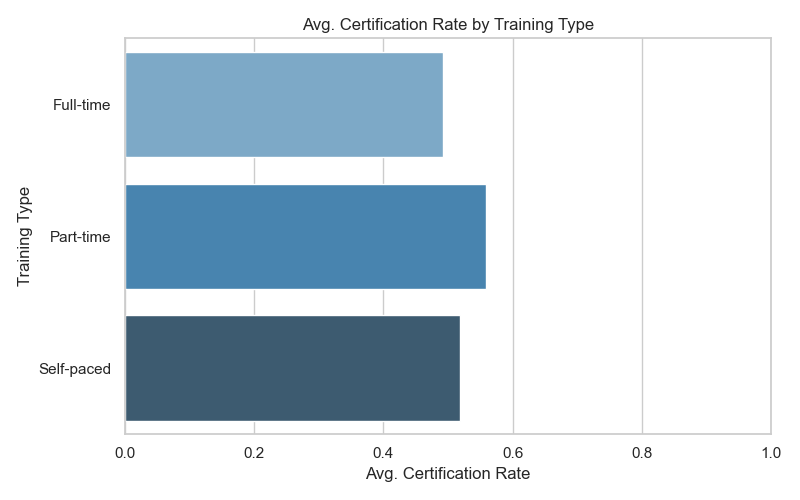 Avg. Certification Rate by Training Type
Training Type
Full-time
Part-time
Self-paced
0.0 0.2 0.4 0.6 0.8 1.0
Avg. Certification Rate